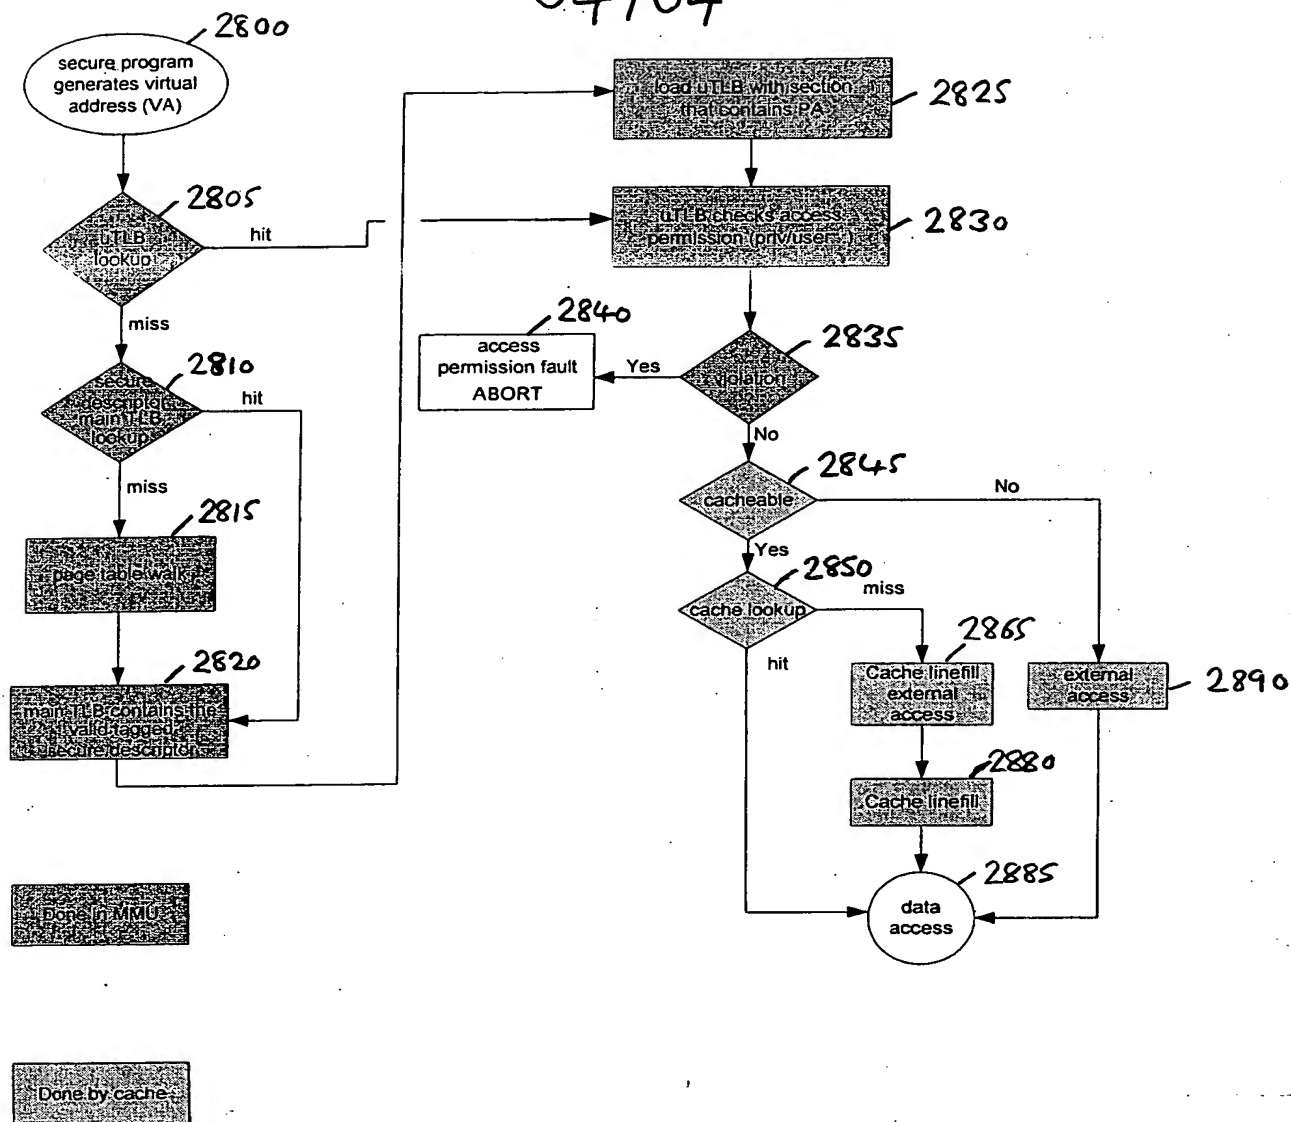 2800
secure program
generates virtual
address (VA)
2805
uTLB
lookup
hit
miss
2810
secure
descriptor
main TLB
lookup
hit
miss
2815
page table walk
2820
main TLB contains the
valid tagged
secure descriptor
load uTLB with section
that contains PA
2825
uTLB checks access
permission (priv/user
2830
2840
access
permission fault
ABORT
Yes
2835
violation
?
No
2845
cacheable
No
Yes
2850
cache lookup
miss
hit
2865
Cache linefill
external
access
external
access
2890
2880
Cache linefill
2885
data
access
Done in MMU
Done by cache